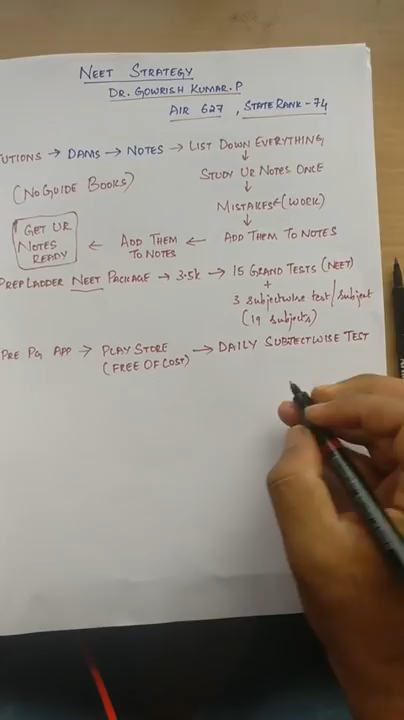 NEET STRATEGY
DR. GOWRISH KUMAR.P
AIR 627, STATE RANK-74
UTIONS → DAMS → NOTES → LIST DOWN EVERYTHING
↓
STUDY UR NOTES ONCE
(NO GUIDE BOOKS)
↓
MISTAKES (WORK)
↓
GET UR NOTES READY ← ADD THEM TO NOTES ← ADD THEM TO NOTES
PREPLADDER NEET PACKAGE → 3.5k → 15 GRAND TESTS (NEET)
+
3 subjectwise test/subject
(19 subjects)
PRE PG APP → PLAY STORE → DAILY SUBJECTWISE TEST
(FREE OF COST)